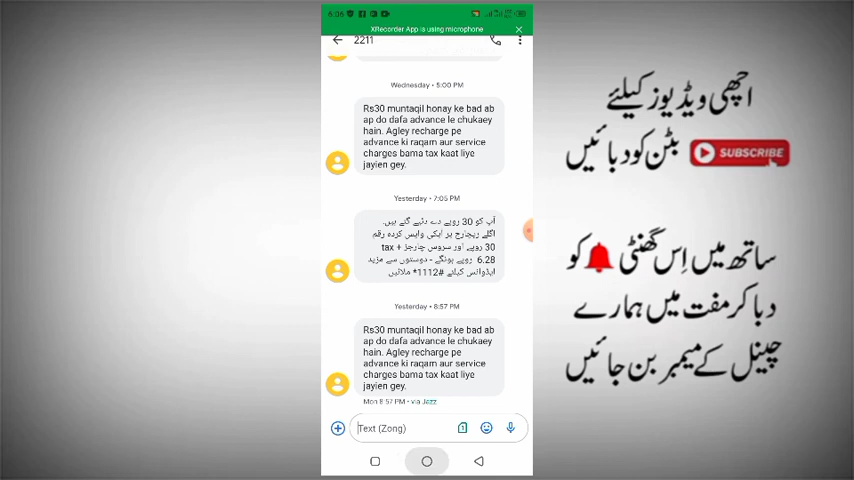 6:06
XRecorder App is using microphone
2211
Wednesday • 5:00 PM
Rs30 muntaqil honay ke bad ab
ap do dafa advance le chukaey
hain. Agley recharge pe
advance ki raqam aur service
charges bama tax kaat liye
jayien gey.
Yesterday • 7:05 PM
آپ کو 30 روپے دے دئیے گئے ہیں۔
اگلے ریچارج پر آپکی واپس کردہ رقم
30 روپے اور سروس چارجز + tax
6.28 روپے ہونگے - دوستوں سے مزید
ایڈوانس کیلئے #1112* ملائیں
Yesterday • 8:57 PM
Rs30 muntaqil honay ke bad ab
ap do dafa advance le chukaey
hain. Agley recharge pe
advance ki raqam aur service
charges bama tax kaat liye
jayien gey.
Mon 8:57 PM • via Jazz
Text (Zong)
اچھی ویڈیوز کیلئے
بٹن کو دبائیں SUBSCRIBE
ساتھ میں اِس گھنٹی کو
دبا کر مفت میں ہمارے
چینل کے میمبر بن جائیں